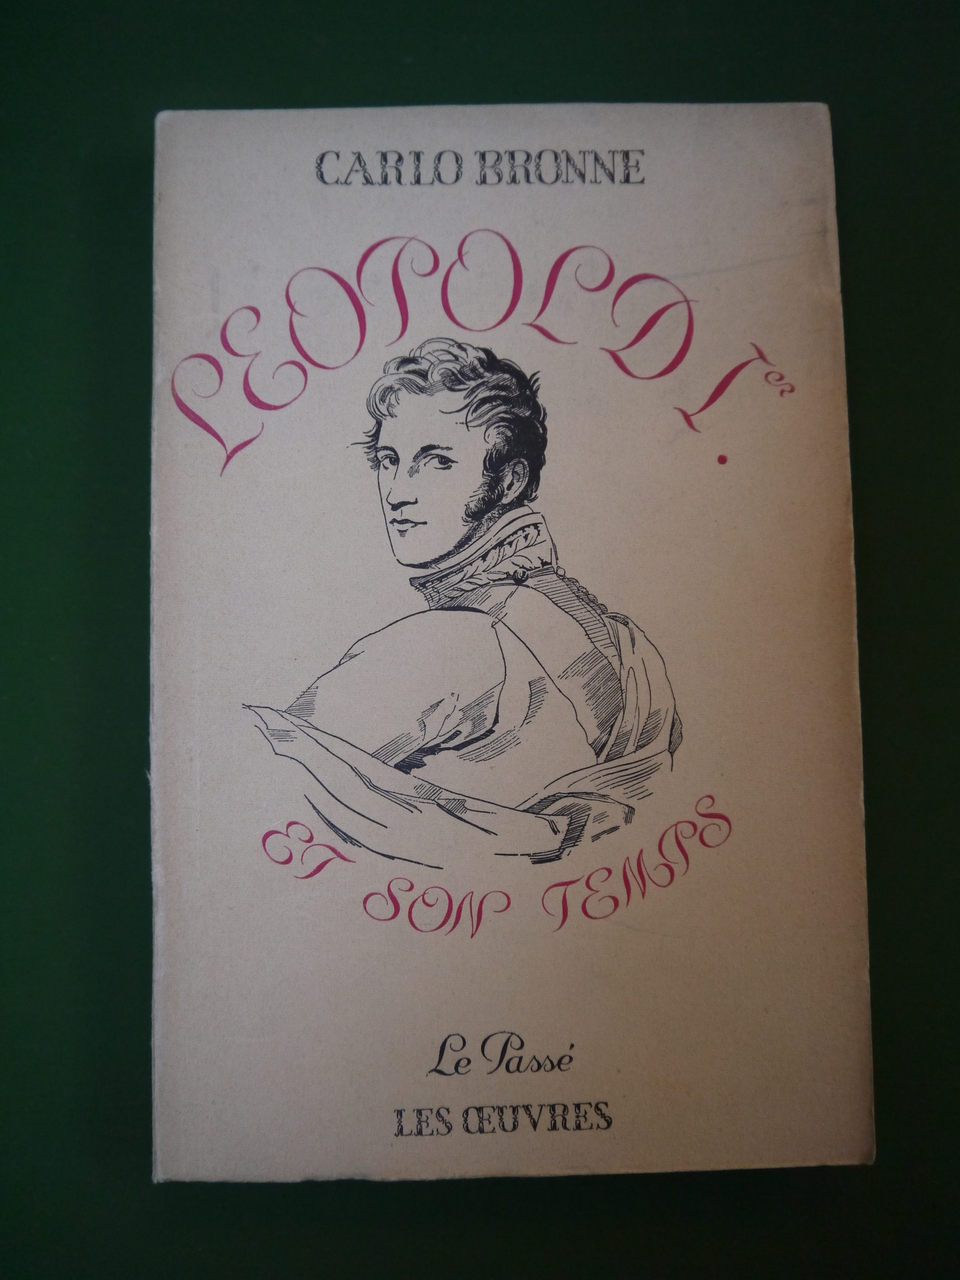 CARLO BRONNE
LEOPOLD Ier.
ET SON TEMPS
Le Passé
LES ŒUVRES